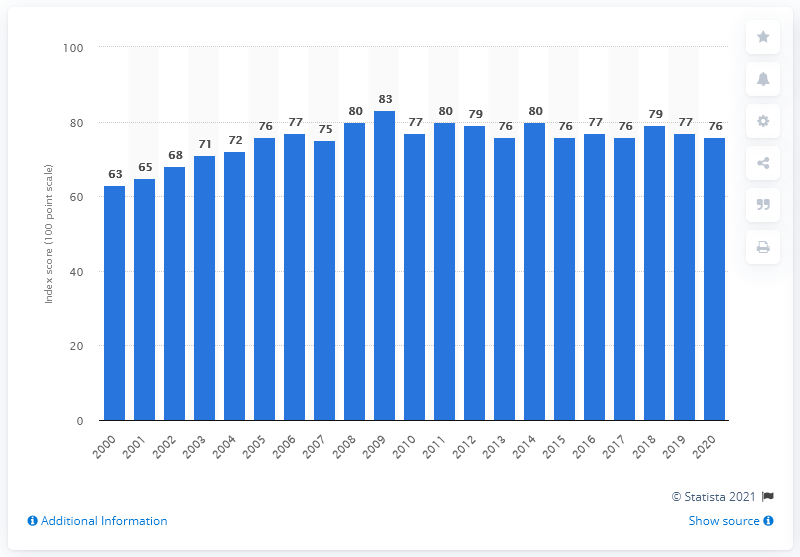 Index score (100 point scale)
100
80
60
40
20
0
63 65 68 71 72 76 77 75 80 83 77 80 79 76 80 76 77 76 79 77 76
2000 2001 2002 2003 2004 2005 2006 2007 2008 2009 2010 2011 2012 2013 2014 2015 2016 2017 2018 2019 2020
© Statista 2021
Additional Information
Show source